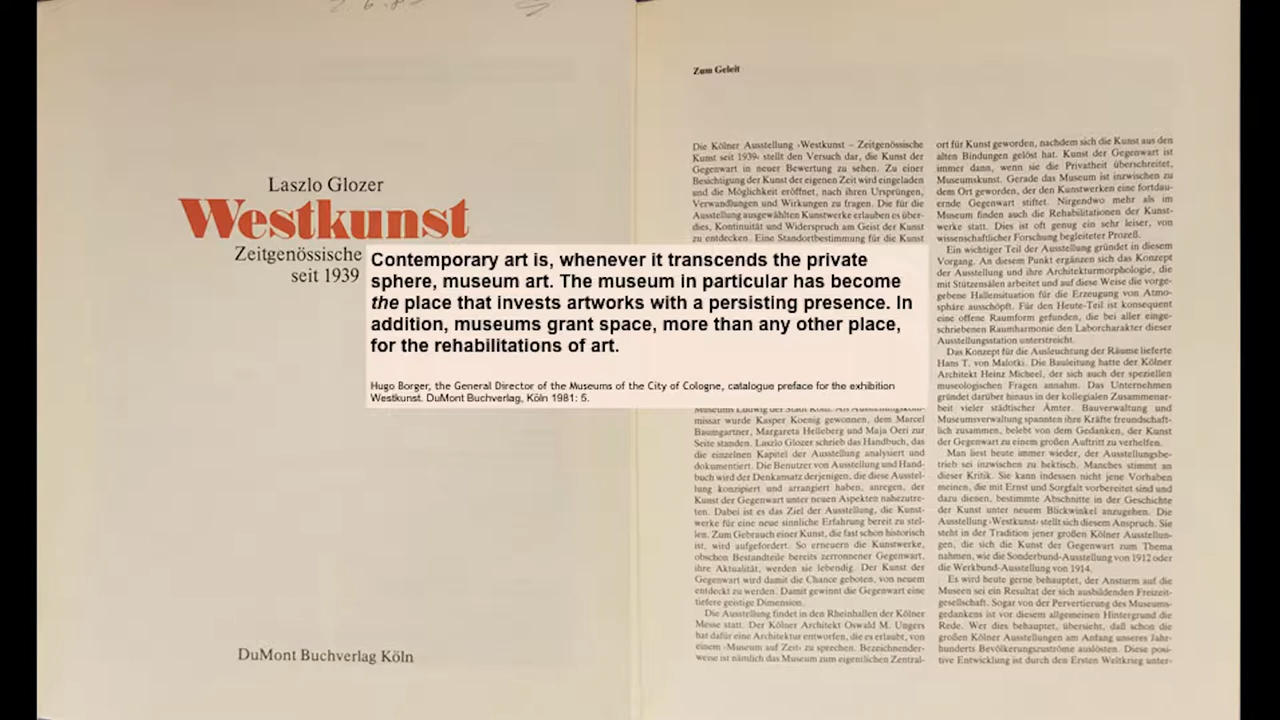 Laszlo Glozer
Westkunst
Zeitgenössische
seit 1939
DuMont Buchverlag Köln
Zum Geleit
Die Kölner Ausstellung ›Westkunst – Zeitgenössische
Kunst seit 1939‹ stellt den Versuch dar, die Kunst der
Gegenwart in neuer Bewertung zu sehen. Zu einer
Besichtigung der Kunst der eigenen Zeit wird eingeladen
und die Möglichkeit eröffnet, nach ihren Ursprüngen,
Verwandlungen und Wirkungen zu fragen. Die für die
Ausstellung ausgewählten Kunstwerke erlauben es über-
dies, Kontinuität und Widerspruch am Geist der Kunst
zu entdecken. Eine Standortbestimmung für die Kunst
Contemporary art is, whenever it transcends the private
sphere, museum art. The museum in particular has become
the place that invests artworks with a persisting presence. In
addition, museums grant space, more than any other place,
for the rehabilitations of art.
Hugo Borger, the General Director of the Museums of the City of Cologne, catalogue preface for the exhibition
Westkunst. DuMont Buchverlag, Köln 1981: 5.
Museums Ludwig der Stadt Köln. Als Ausstellungskom-
missar wurde Kasper Koenig gewonnen, dem Marcel
Baumgartner, Margareta Helleberg und Maja Oeri zur
Seite standen. Laszlo Glozer schrieb das Handbuch, das
die einzelnen Kapitel der Ausstellung analysiert und
dokumentiert. Die Benutzer von Ausstellung und Hand-
buch wird der Denkansatz derjenigen, die diese Ausstel-
lung konzipiert und arrangiert haben, anregen, der
Kunst der Gegenwart unter neuen Aspekten nahezutre-
ten. Dabei ist es das Ziel der Ausstellung, die Kunst-
werke für eine neue sinnliche Erfahrung bereit zu stel-
len. Zum Gebrauch einer Kunst, die fast schon historisch
ist, wird aufgefordert. So erneuern die Kunstwerke,
obschon Bestandteile bereits zerronnener Gegenwart,
ihre Aktualität, werden sie lebendig. Der Kunst der
Gegenwart wird damit die Chance geboten, von neuem
entdeckt zu werden. Damit gewinnt die Gegenwart eine
tiefere geistige Dimension.
Die Ausstellung findet in den Rheinhallen der Kölner
Messe statt. Der Kölner Architekt Oswald M. Ungers
hat dafür eine Architektur entworfen, die es erlaubt, von
einem ›Museum auf Zeit‹ zu sprechen. Bezeichnender-
weise ist nämlich das Museum zum eigentlichen Zentral-
ort für Kunst geworden, nachdem sich die Kunst aus den
alten Bindungen gelöst hat. Kunst der Gegenwart ist
immer dann, wenn sie die Privatheit überschreitet,
Museumskunst. Gerade das Museum ist inzwischen zu
dem Ort geworden, der den Kunstwerken eine fortdau-
ernde Gegenwart stiftet. Nirgendwo mehr als im
Museum finden auch die Rehabilitationen der Kunst-
werke statt. Dies ist oft genug ein sehr leiser, von
wissenschaftlicher Forschung begleiteter Prozeß.
Ein wichtiger Teil der Ausstellung gründet in diesem
Vorgang. An diesem Punkt ergänzen sich das Konzept
der Ausstellung und ihre Architekturmorphologie, die
mit Stützensälen arbeitet und auf diese Weise die vorge-
gebene Hallensituation für die Erzeugung von Atmo-
sphäre ausschöpft. Für den Heute-Teil ist konsequent
eine offene Raumform gefunden, die bei aller einge-
schriebenen Raumharmonie den Laborcharakter dieser
Ausstellungsstation unterstreicht.
Das Konzept für die Ausleuchtung der Räume lieferte
Hans T. von Malotki. Die Bauleitung hatte der Kölner
Architekt Heinz Micheel, der sich auch der speziellen
museologischen Fragen annahm. Das Unternehmen
gründet darüber hinaus in der kollegialen Zusammenar-
beit vieler städtischer Ämter. Bauverwaltung und
Museumsverwaltung spannten ihre Kräfte freundschaft-
lich zusammen, belebt von dem Gedanken, der Kunst
der Gegenwart zu einem großen Auftritt zu verhelfen.
Man liest heute immer wieder, der Ausstellungsbe-
trieb sei inzwischen zu hektisch. Manches stimmt an
dieser Kritik. Sie kann indessen nicht jene Vorhaben
meinen, die mit Ernst und Sorgfalt vorbereitet sind und
dazu dienen, bestimmte Abschnitte in der Geschichte
der Kunst unter neuem Blickwinkel anzugehen. Die
Ausstellung ›Westkunst‹ stellt sich diesem Anspruch. Sie
steht in der Tradition jener großen Kölner Ausstellun-
gen, die sich die Kunst der Gegenwart zum Thema
nahmen, wie die Sonderbund-Ausstellung von 1912 oder
die Werkbund-Ausstellung von 1914.
Es wird heute gerne behauptet, der Ansturm auf die
Museen sei ein Resultat der sich ausbildenden Freizeit-
gesellschaft. Sogar von der Pervertierung des Museums-
gedankens ist vor diesem allgemeinen Hintergrund die
Rede. Wer dies behauptet, übersieht, daß schon die
großen Kölner Ausstellungen am Anfang unseres Jahr-
hunderts Bevölkerungszuströme auslösten. Diese posi-
tive Entwicklung ist durch den Ersten Weltkrieg unter-